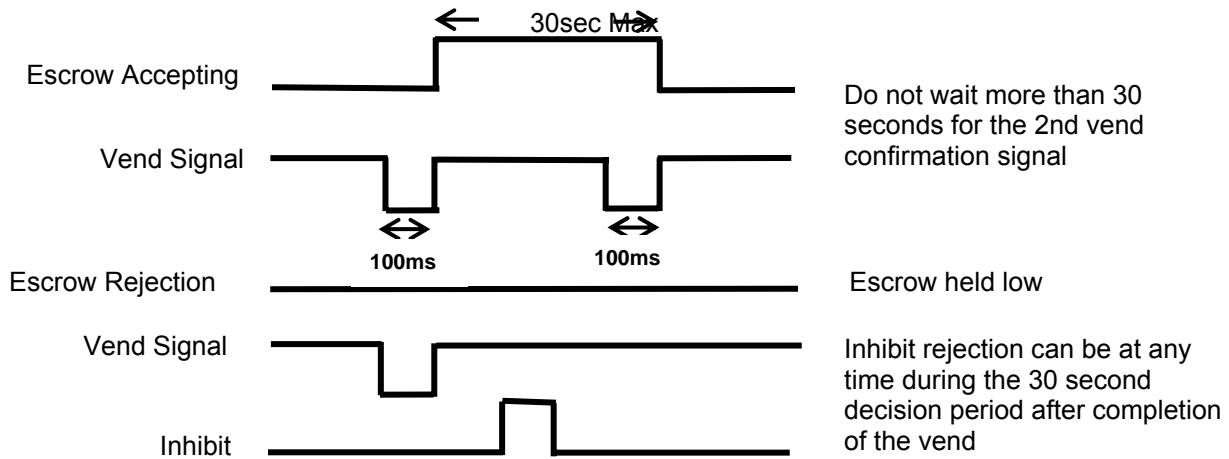 30sec Max
Escrow Accepting
Do not wait more than 30
seconds for the 2nd vend
confirmation signal
Vend Signal
100ms
100ms
Escrow Rejection
Escrow held low
Vend Signal
Inhibit rejection can be at any
time during the 30 second
decision period after completion
of the vend
Inhibit